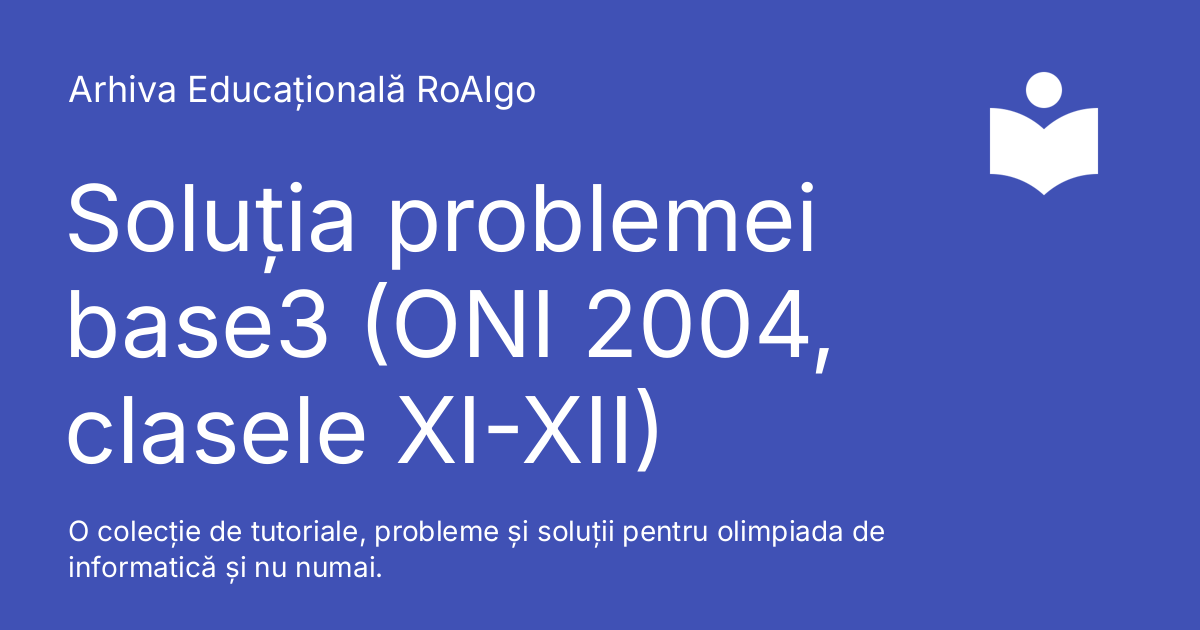 Arhiva Educațională RoAlgo
Soluția problemei
base3 (ONI 2004,
clasele XI-XII)
O colecție de tutoriale, probleme și soluții pentru olimpiada de
informatică și nu numai.